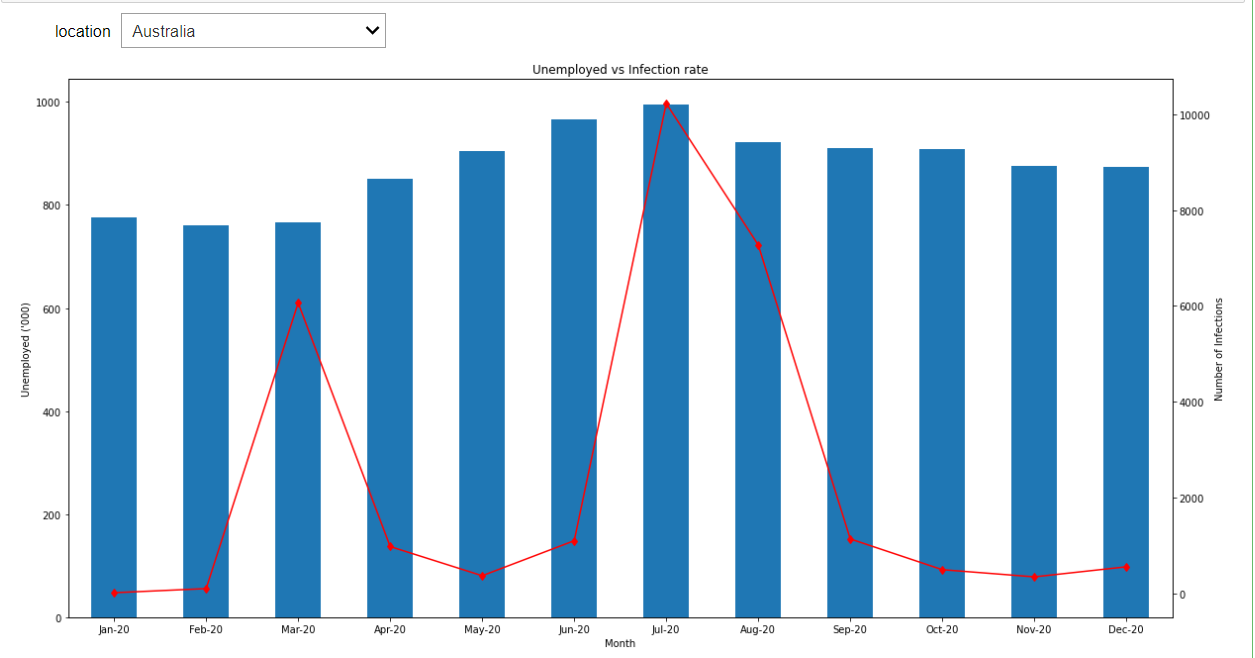 location Australia
Unemployed vs Infection rate
1000
800
600
400
200
0
Unemployed ('000)
10000
8000
6000
4000
2000
0
Number of Infections
Jan-20 Feb-20 Mar-20 Apr-20 May-20 Jun-20 Jul-20 Aug-20 Sep-20 Oct-20 Nov-20 Dec-20
Month